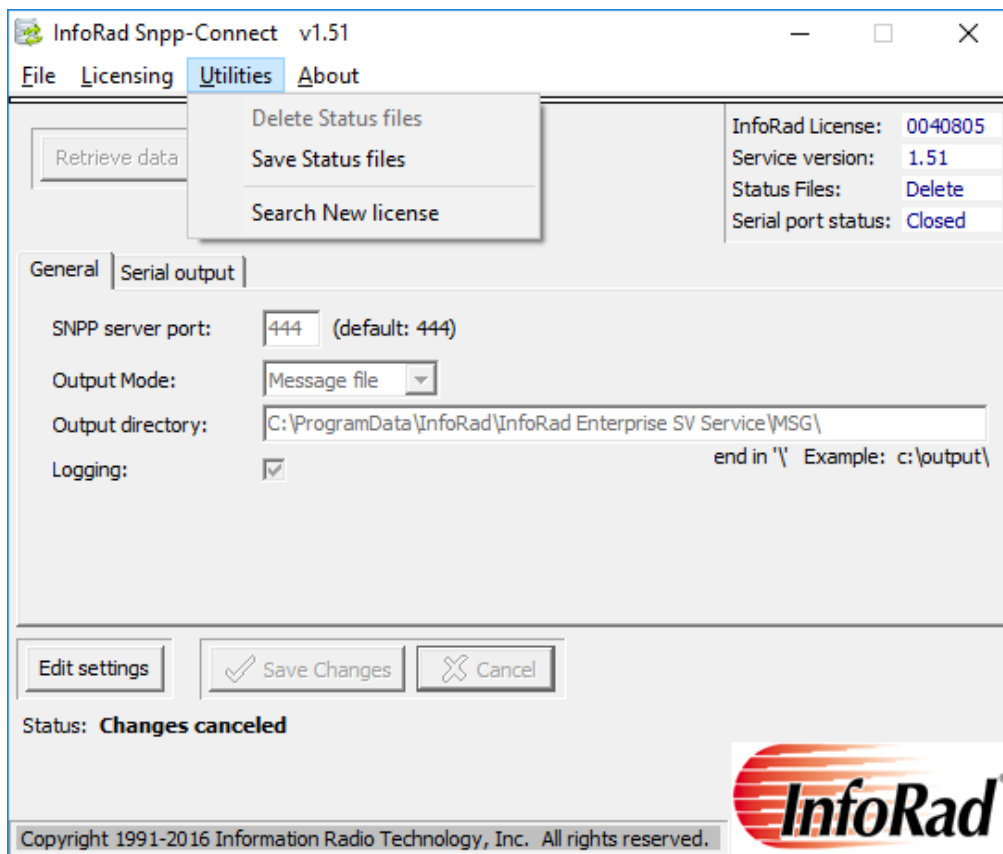 InfoRad Snpp-Connect v1.51
File Licensing Utilities About
Delete Status files
Save Status files
Search New license
Retrieve data
InfoRad License: 0040805
Service version: 1.51
Status Files: Delete
Serial port status: Closed
General Serial output
SNPP server port: 444 (default: 444)
Output Mode: Message file
Output directory: C:\ProgramData\InfoRad\InfoRad Enterprise SV Service\MSG\
end in '\' Example: c:\output\
Logging:
Edit settings Save Changes Cancel
Status: Changes canceled
InfoRad
Copyright 1991-2016 Information Radio Technology, Inc. All rights reserved.